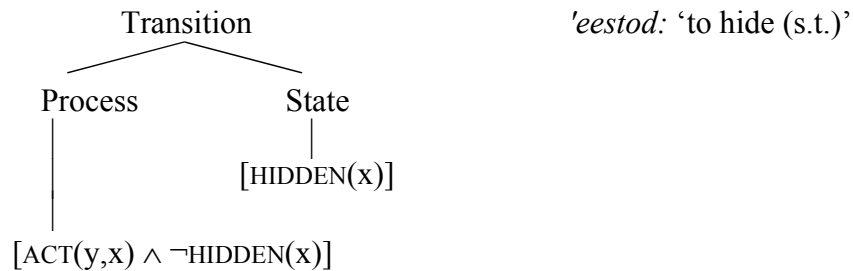 Transition
'eestod: ‘to hide (s.t.)’
Process
State
[HIDDEN(x)]
[ACT(y,x) ∧ ¬HIDDEN(x)]